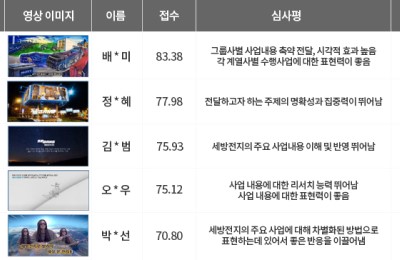 영상 이미지 이름 점수 심사평
배 * 미 83.38 그룹사별 사업내용 축약 전달, 시각적 효과 높음
각 계열사별 수행사업에 대한 표현력이 좋음
정 * 혜 77.98 전달하고자 하는 주제의 명확성과 집중력이 뛰어남
김 * 범 75.93 세방전지의 주요 사업내용 이해 및 반영 뛰어남
오 * 우 75.12 사업 내용에 대한 리서치 능력 뛰어남
사업 내용에 대한 표현력이 좋음
박 * 선 70.80 세방전지의 주요 사업에 대해 차별화된 방법으로
표현하는데 있어서 좋은 반응을 이끌어냄